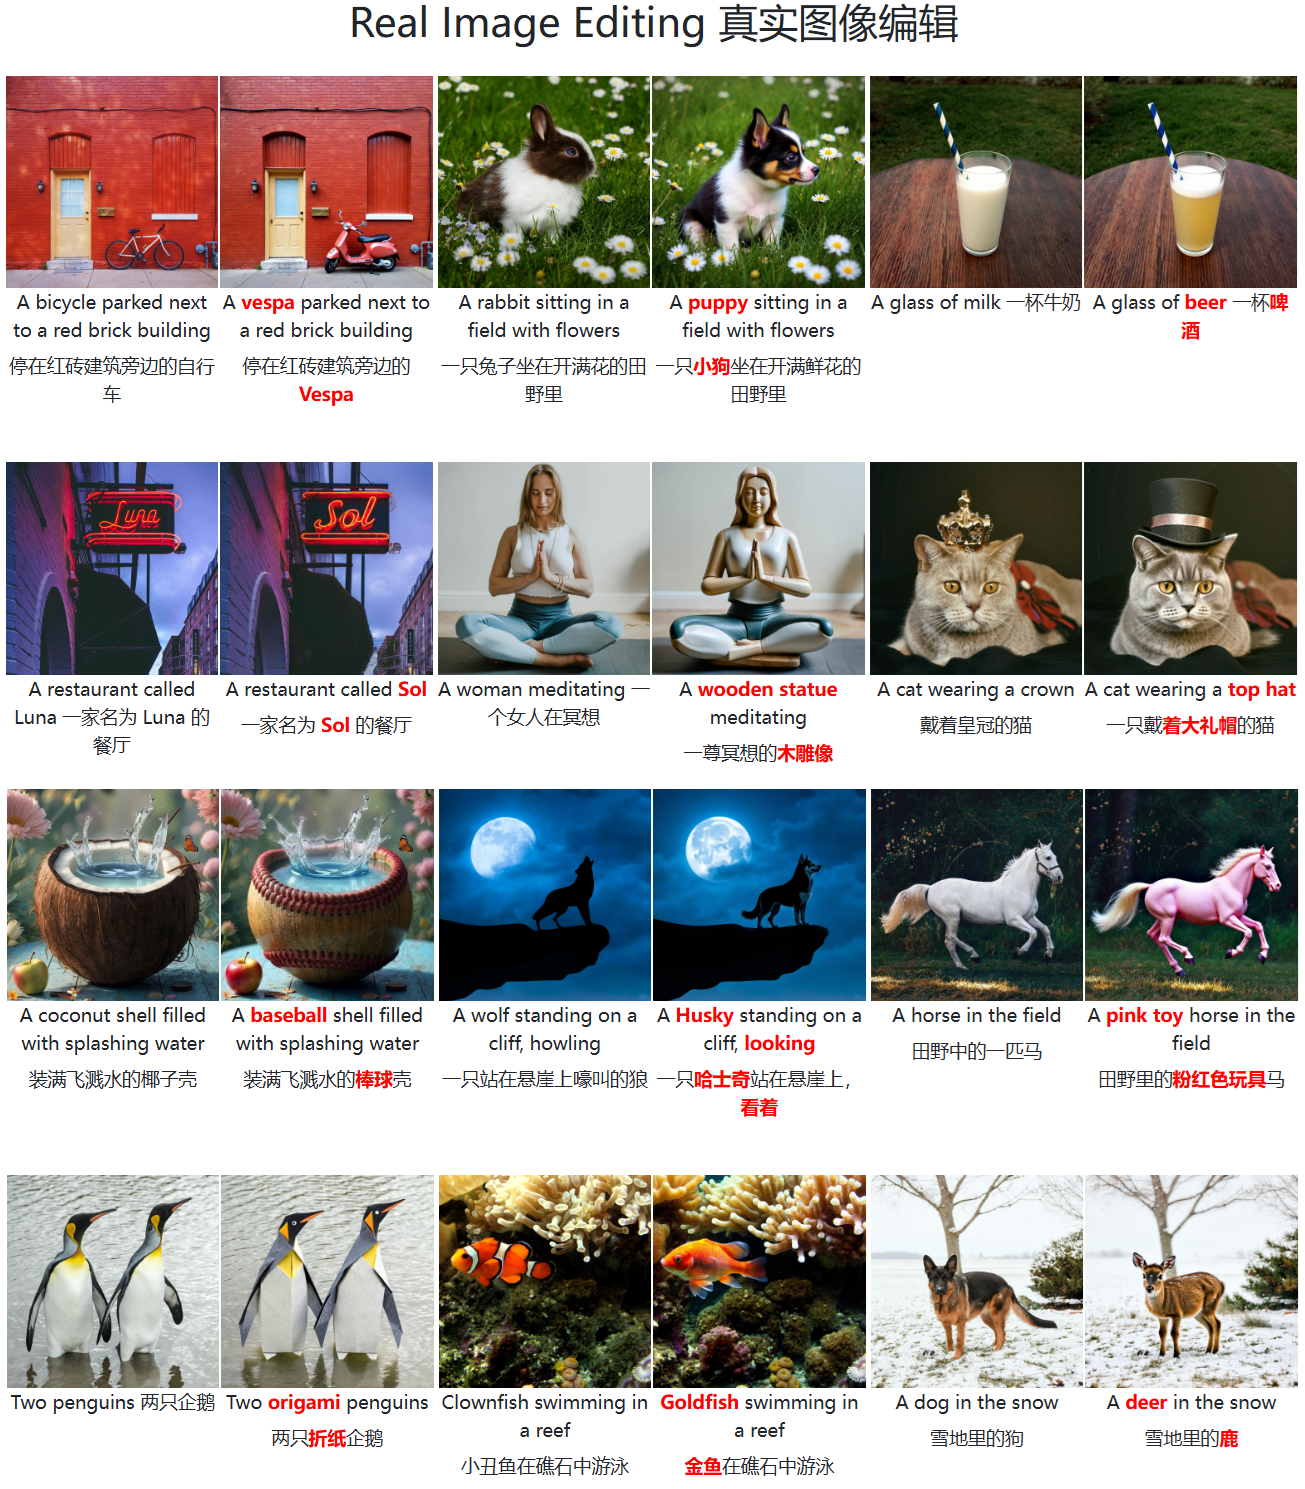 Real Image Editing 真实图像编辑
A bicycle parked next
to a red brick building
停在红砖建筑旁边的自行
车
A vespa parked next to
a red brick building
停在红砖建筑旁边的
Vespa
A rabbit sitting in a
field with flowers
一只兔子坐在开满花的田
野里
A puppy sitting in a
field with flowers
一只小狗坐在开满鲜花的
田野里
A glass of milk 一杯牛奶
A glass of beer 一杯啤
酒
Luna
Sol
A restaurant called
Luna 一家名为 Luna 的
餐厅
A restaurant called Sol
一家名为 Sol 的餐厅
A woman meditating 一
个女人在冥想
A wooden statue
meditating
一尊冥想的木雕像
A cat wearing a crown
戴着皇冠的猫
A cat wearing a top hat
一只戴着大礼帽的猫
A coconut shell filled
with splashing water
装满飞溅水的椰子壳
A baseball shell filled
with splashing water
装满飞溅水的棒球壳
A wolf standing on a
cliff, howling
一只站在悬崖上嚎叫的狼
A Husky standing on a
cliff, looking
一只哈士奇站在悬崖上，
看着
A horse in the field
田野中的一匹马
A pink toy horse in the
field
田野里的粉红色玩具马
Two penguins 两只企鹅
Two origami penguins
两只折纸企鹅
Clownfish swimming in
a reef
小丑鱼在礁石中游泳
Goldfish swimming in
a reef
金鱼在礁石中游泳
A dog in the snow
雪地里的狗
A deer in the snow
雪地里的鹿